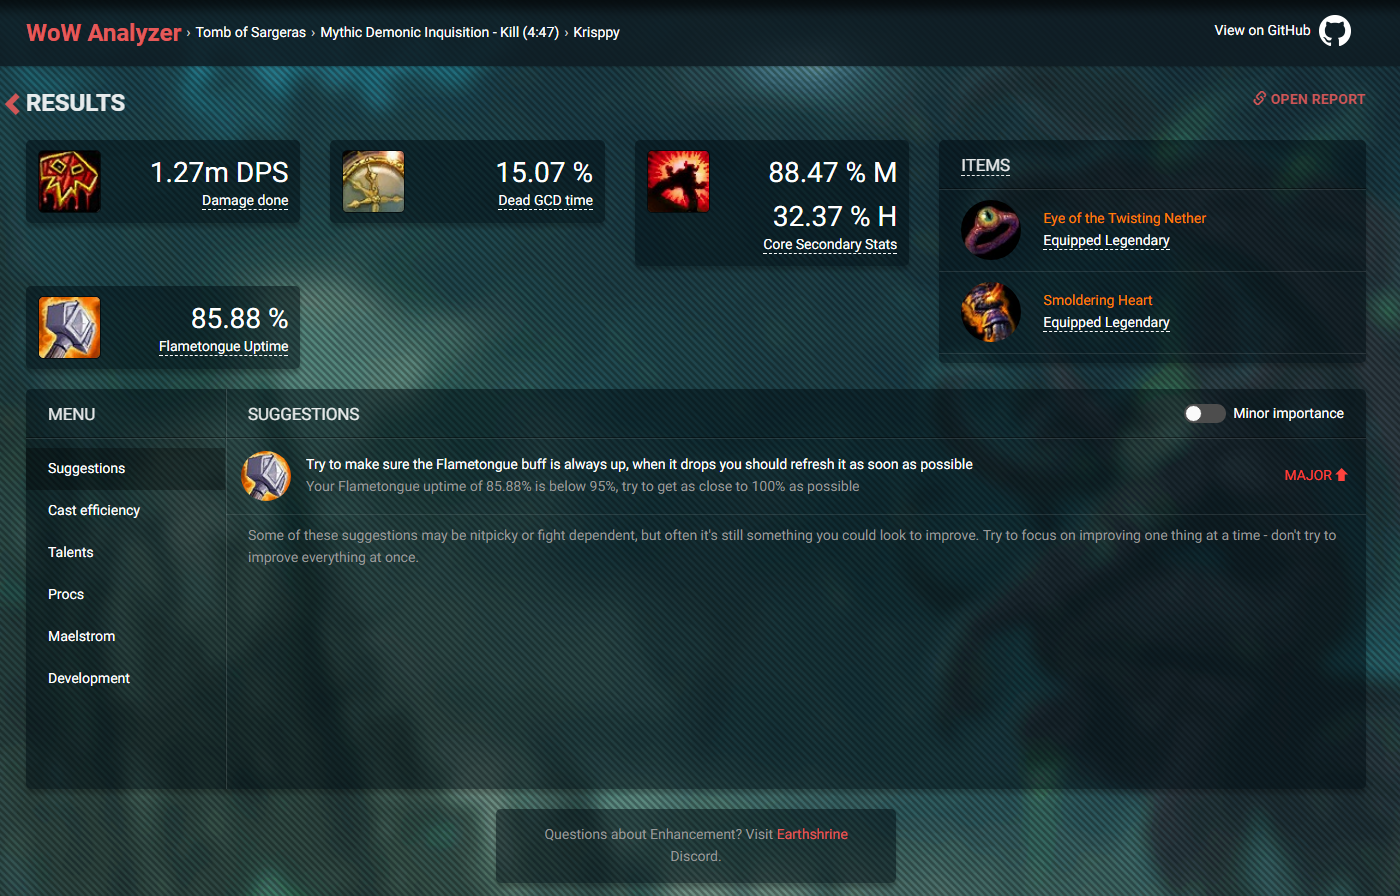 WoW Analyzer › Tomb of Sargeras › Mythic Demonic Inquisition - Kill (4:47) › Krisppy
View on GitHub
RESULTS
OPEN REPORT
1.27m DPS
Damage done
15.07 %
Dead GCD time
88.47 % M
32.37 % H
Core Secondary Stats
ITEMS
Eye of the Twisting Nether
Equipped Legendary
Smoldering Heart
Equipped Legendary
85.88 %
Flametongue Uptime
MENU
Suggestions
Cast efficiency
Talents
Procs
Maelstrom
Development
SUGGESTIONS
Minor importance
Try to make sure the Flametongue buff is always up, when it drops you should refresh it as soon as possible
Your Flametongue uptime of 85.88% is below 95%, try to get as close to 100% as possible
MAJOR
Some of these suggestions may be nitpicky or fight dependent, but often it's still something you could look to improve. Try to focus on improving one thing at a time - don't try to
improve everything at once.
Questions about Enhancement? Visit Earthshrine
Discord.